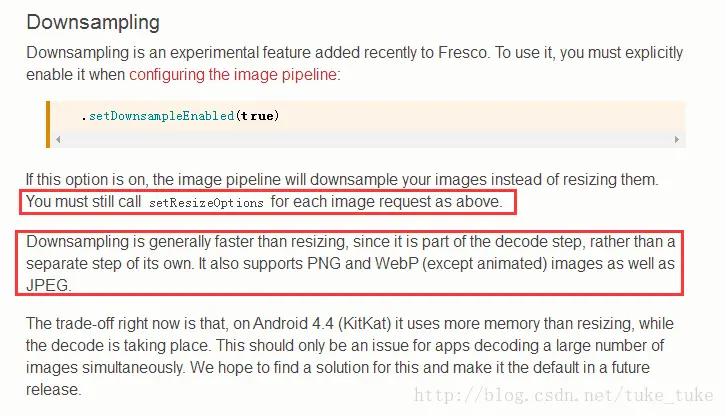 Downsampling
Downsampling is an experimental feature added recently to Fresco. To use it, you must explicitly
enable it when configuring the image pipeline:
.setDownsampleEnabled(true)
If this option is on, the image pipeline will downsample your images instead of resizing them.
You must still call setResizeOptions for each image request as above.
Downsampling is generally faster than resizing, since it is part of the decode step, rather than a
separate step of its own. It also supports PNG and WebP (except animated) images as well as
JPEG.
The trade-off right now is that, on Android 4.4 (KitKat) it uses more memory than resizing, while
the decode is taking place. This should only be an issue for apps decoding a large number of
images simultaneously. We hope to find a solution for this and make it the default in a future
release.
http://blog.csdn.net/tuke_tuke